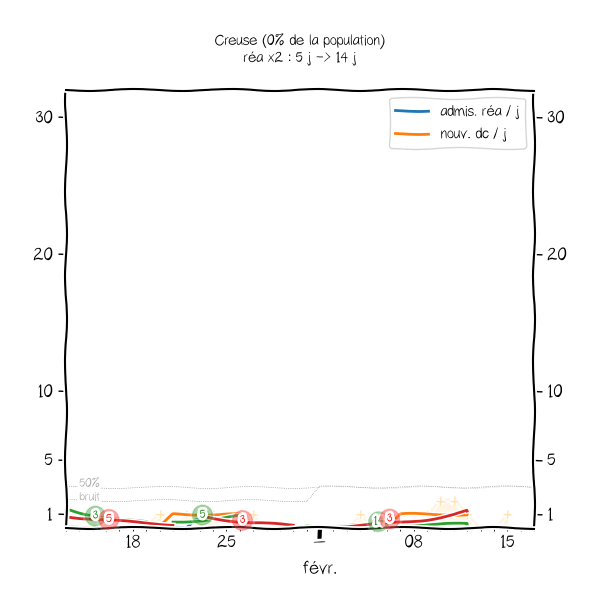 Creuse (0% de la population)
réa x2 : 5 j -> 14 j
admis. réa / j
nouv. dc / j
30 30
20 20
10 10
5 5
50%
bruit
1 1
3 5 5 3 1 3
18 25 1 08 15
févr.